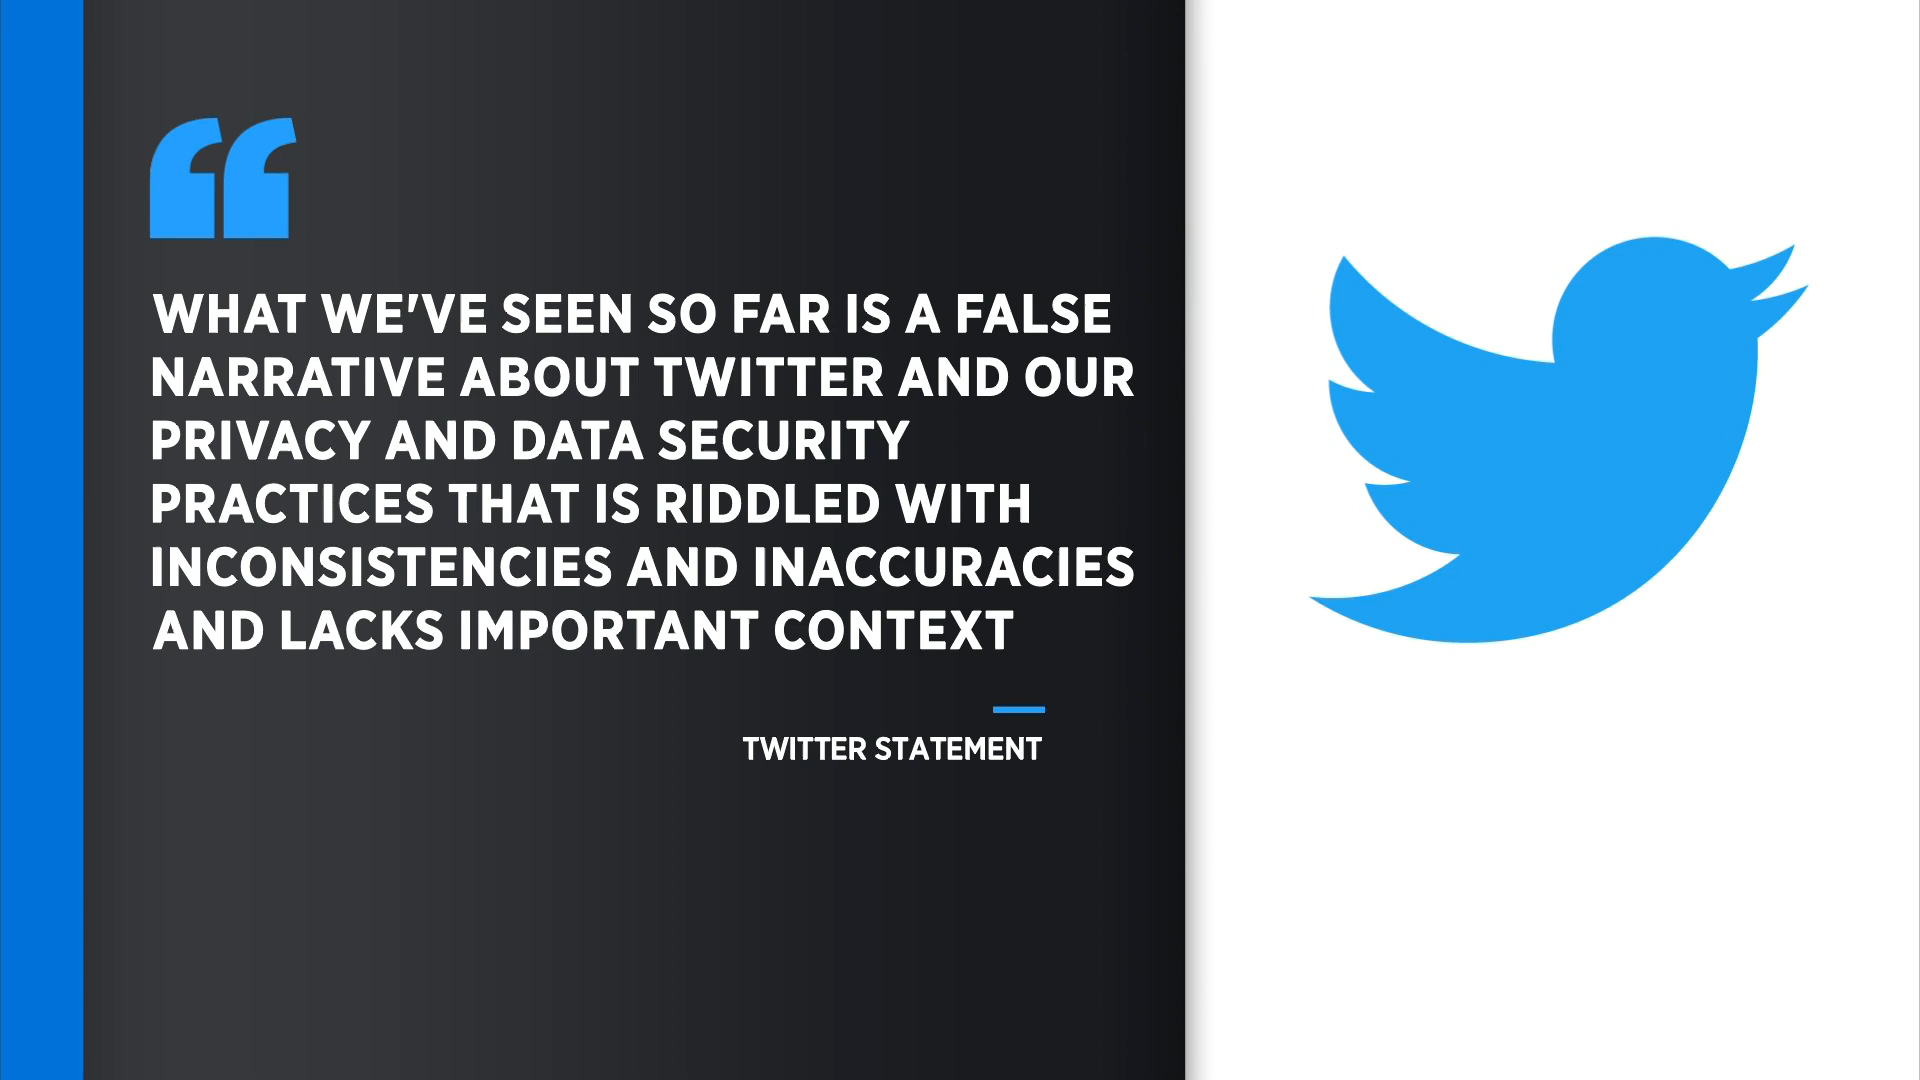 “
WHAT WE'VE SEEN SO FAR IS A FALSE
NARRATIVE ABOUT TWITTER AND OUR
PRIVACY AND DATA SECURITY
PRACTICES THAT IS RIDDLED WITH
INCONSISTENCIES AND INACCURACIES
AND LACKS IMPORTANT CONTEXT
TWITTER STATEMENT